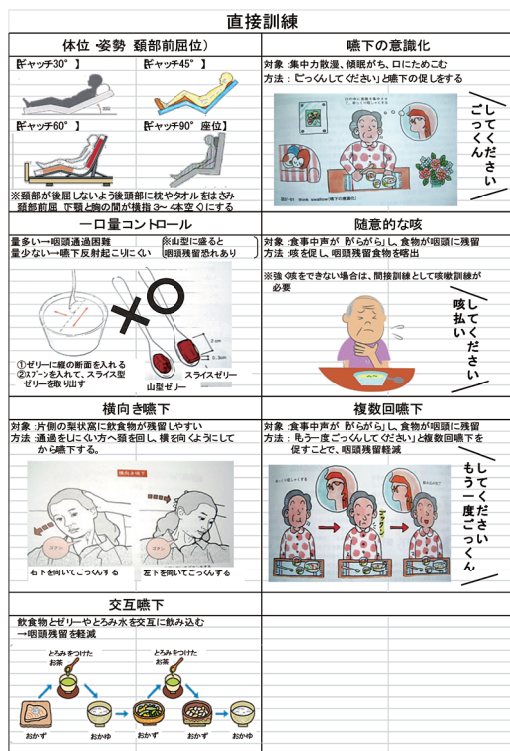 直接訓練
体位・姿勢（頚部前屈位）
【ギャッチ30°】
【ギャッチ45°】
【ギャッチ60°】
【ギャッチ90°座位】
※頚部が後屈しないよう後頭部に枕やタオルをはさみ
頚部前屈（下顎と胸の間が横指3～4本空く）にする
嚥下の意識化
対象：集中力散漫、傾眠がち、口にためこむ
方法：「ごっくんしてください」と嚥下の促しをする
ごっくん
してください
一口量コントロール
量多い→咽頭通過困難
量少ない→嚥下反射起こりにくい
※山型に盛ると
咽頭残留恐れあり
2cm
0.3cm
①ゼリーに縦の断面を入れる
②スプーンを入れて、スライス型
ゼリーを取り出す
スライスゼリー
山型ゼリー
随意的な咳
対象：食事中声が「がらがら」し、食物が咽頭に残留
方法：咳を促し、咽頭残留食物を喀出
※強く咳をできない場合は、間接訓練として咳嗽訓練が
必要
咳払い
してください
横向き嚥下
対象：片側の梨状窩に飲食物が残留しやすい
方法：通過をしにくい方へ頚を回し、横を向くようにして
から嚥下する。
横向き嚥下
ゴクン
ゴクン
右下を向いてごっくんする
左下を向いてごっくんする
複数回嚥下
対象：食事中声が「がらがら」し、食物が咽頭に残留
方法：「もう一度ごっくんしてください」と複数回嚥下を
促すことで、咽頭残留軽減
もう一度ごっくん
してください
交互嚥下
飲食物とゼリーやとろみ水を交互に飲み込む
→咽頭残留を軽減
とろみをつけた
お茶
とろみをつけた
お茶
おかず
おかゆ
おかず
おかず
おかゆ